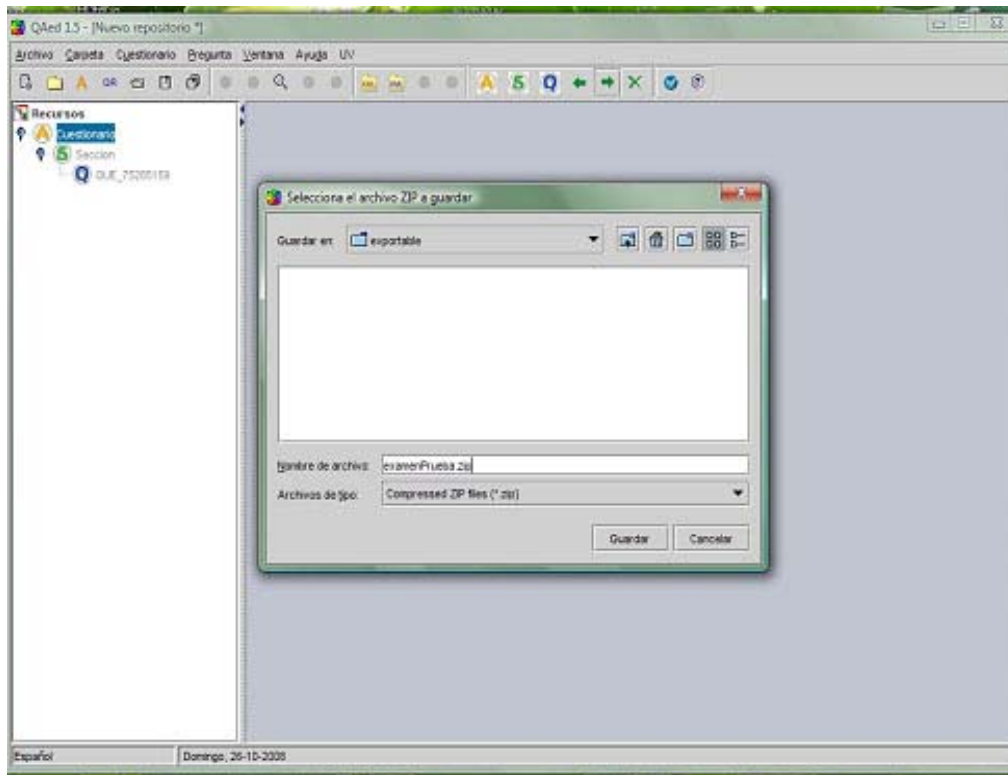 QAed 1.5 - [Nuevo repositorio *]
Archivo Carpeta Cuestionario Pregunta Ventana Ayuda UV
A QR A S Q
Recursos
A Cuestionario
S Seccion
Q QUE_75205159
Selecciona el archivo ZIP a guardar
Guardar en: exportable
Nombre de archivo: examenPrueba.zip
Archivos de tipo: Compressed ZIP files (*.zip)
Guardar Cancelar
Español Domingo, 26-10-2008